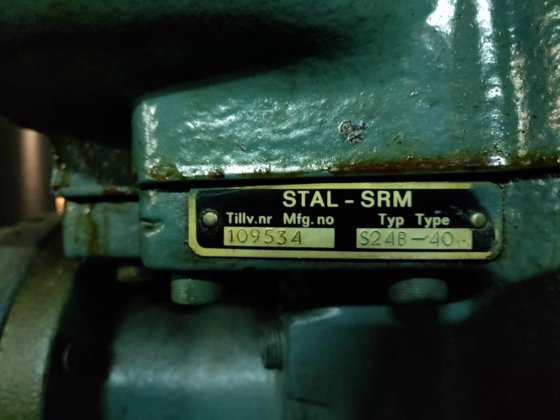 STAL - SRM
Tillv.nr Mfg.no Typ Type
109534 S24B-40